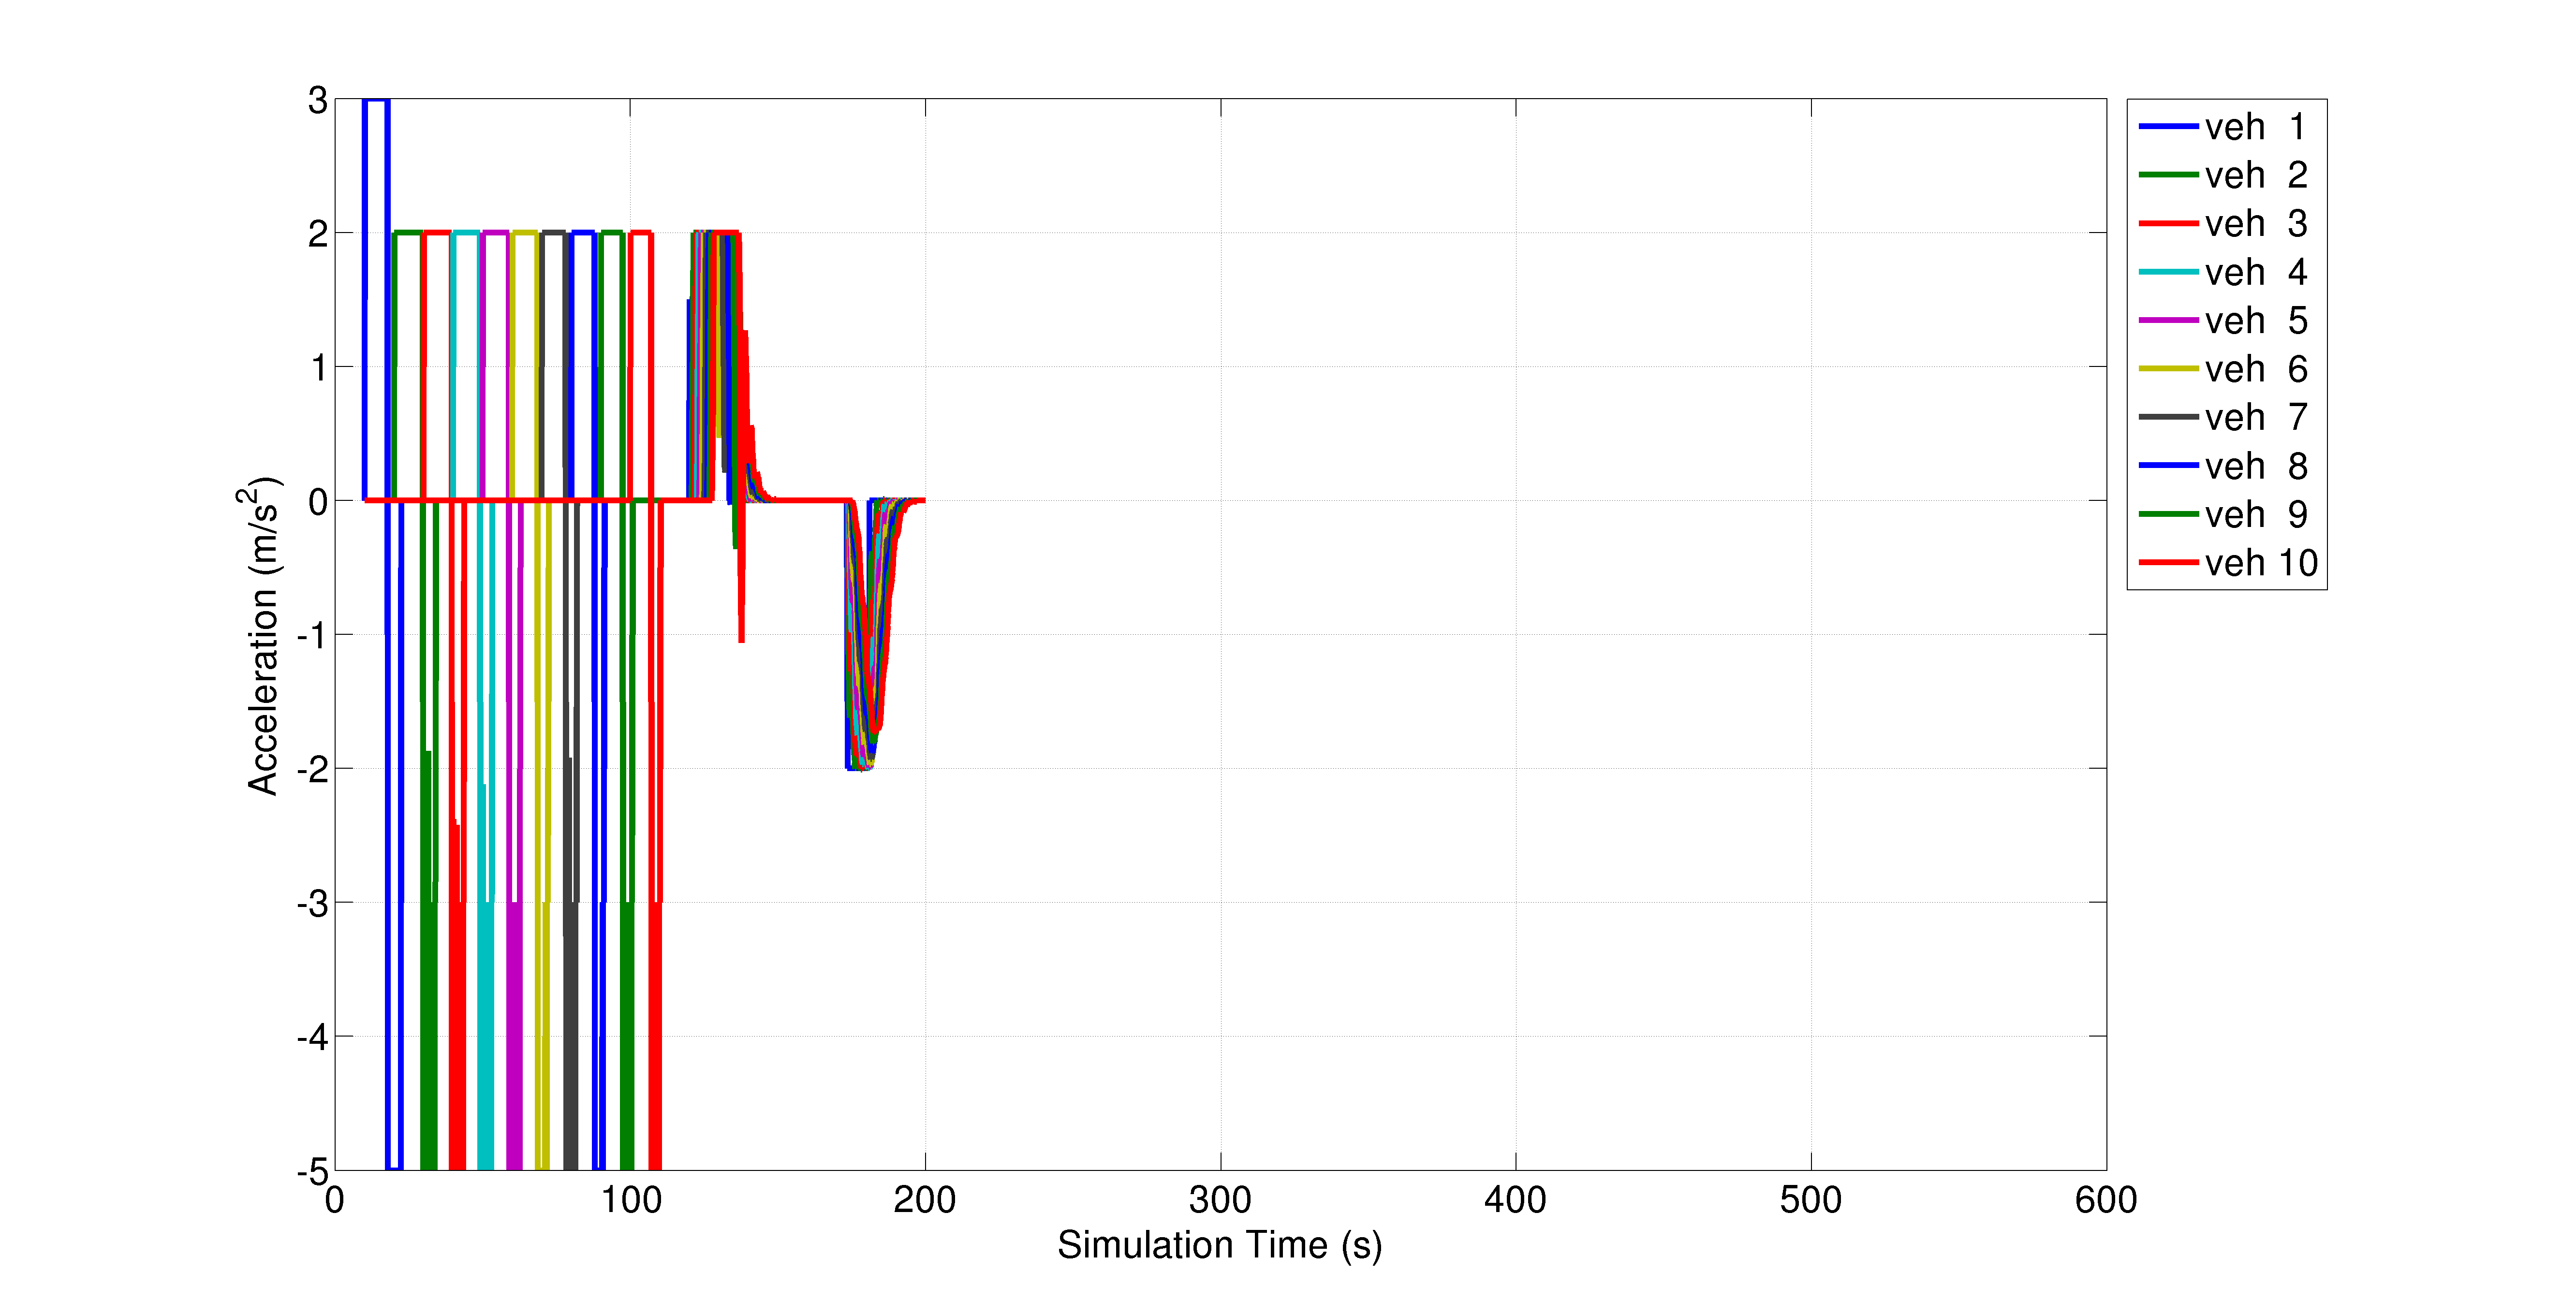 3
2
1
0
-1
-2
-3
-4
-5
0 100 200 300 400 500 600
Acceleration (m/s²)
Simulation Time (s)
veh 1
veh 2
veh 3
veh 4
veh 5
veh 6
veh 7
veh 8
veh 9
veh 10